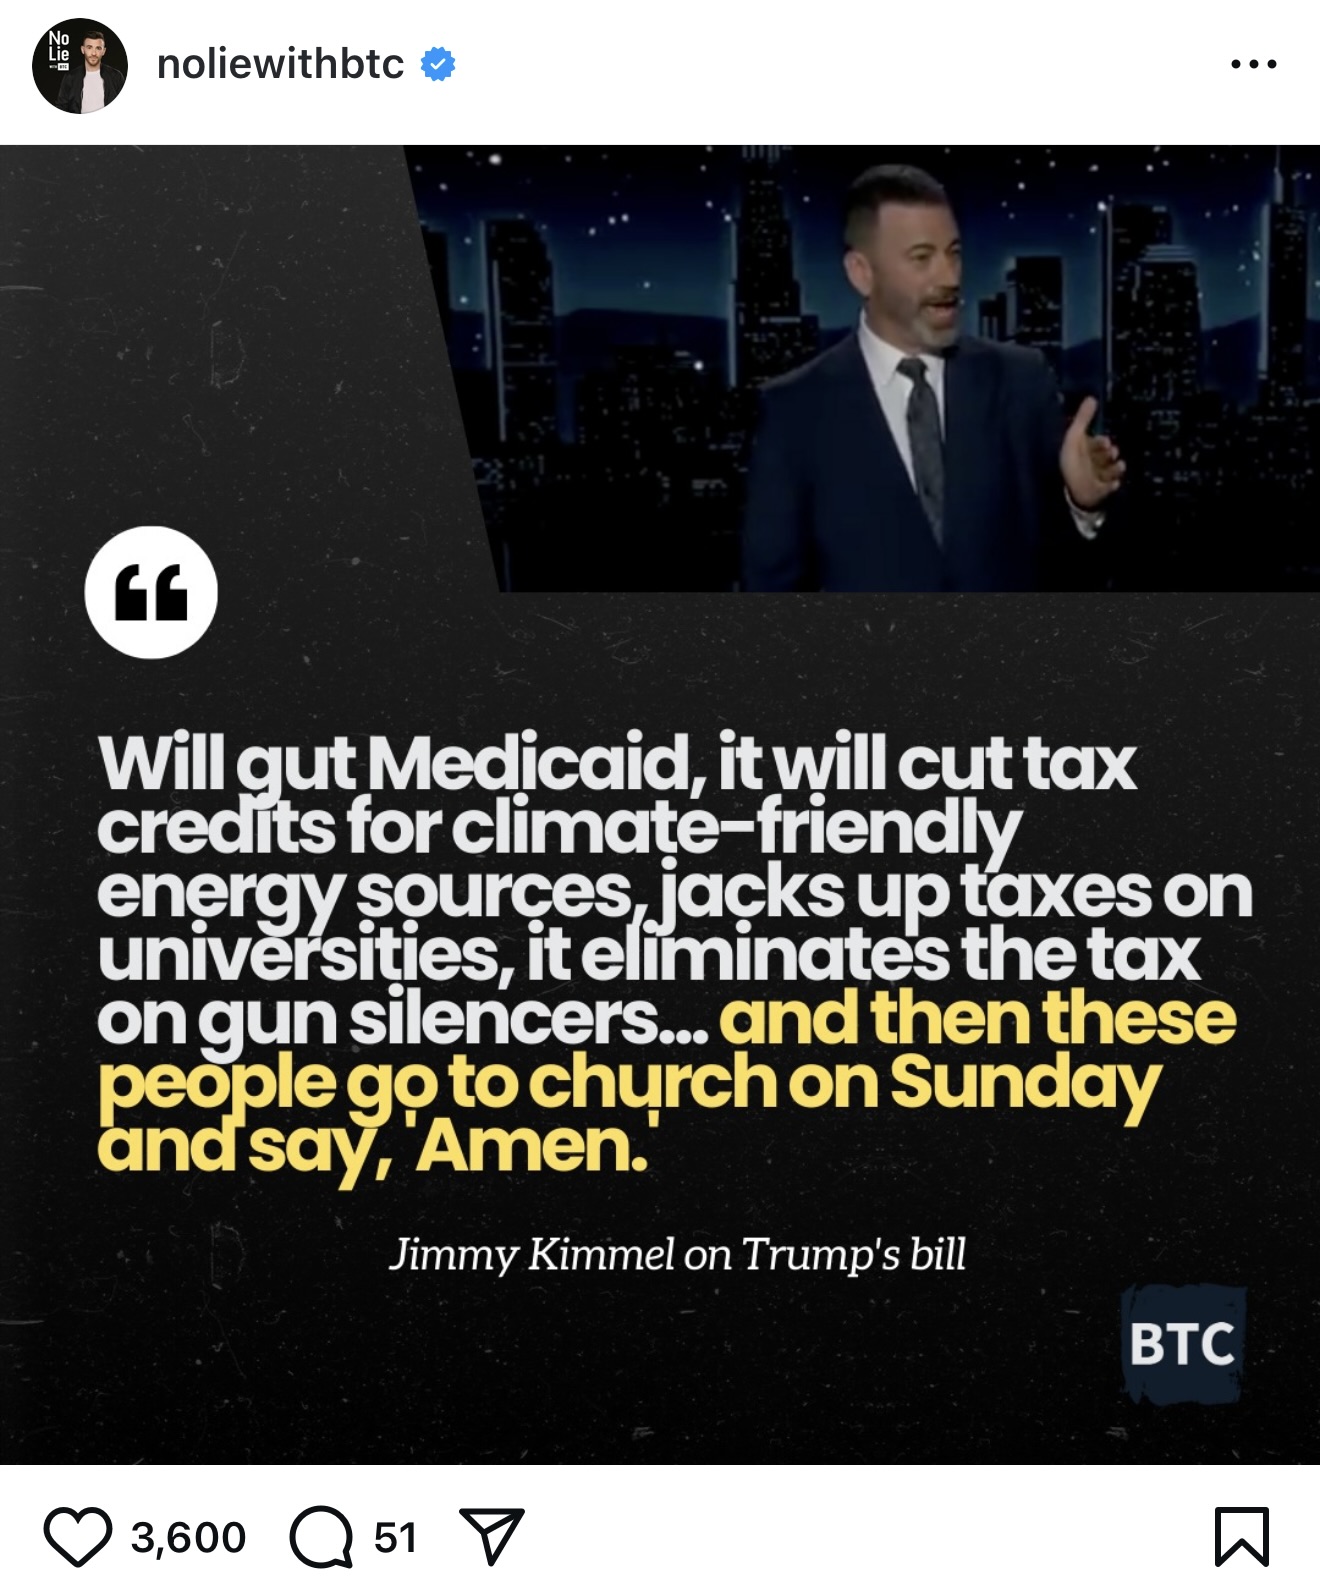 No
Lie
noliewithbtc
Will gut Medicaid, it will cut tax
credits for climate-friendly
energy sources, jacks up taxes on
universities, it eliminates the tax
on gun silencers... and then these
people go to church on Sunday
and say, 'Amen.'
Jimmy Kimmel on Trump's bill
BTC
3,600
51